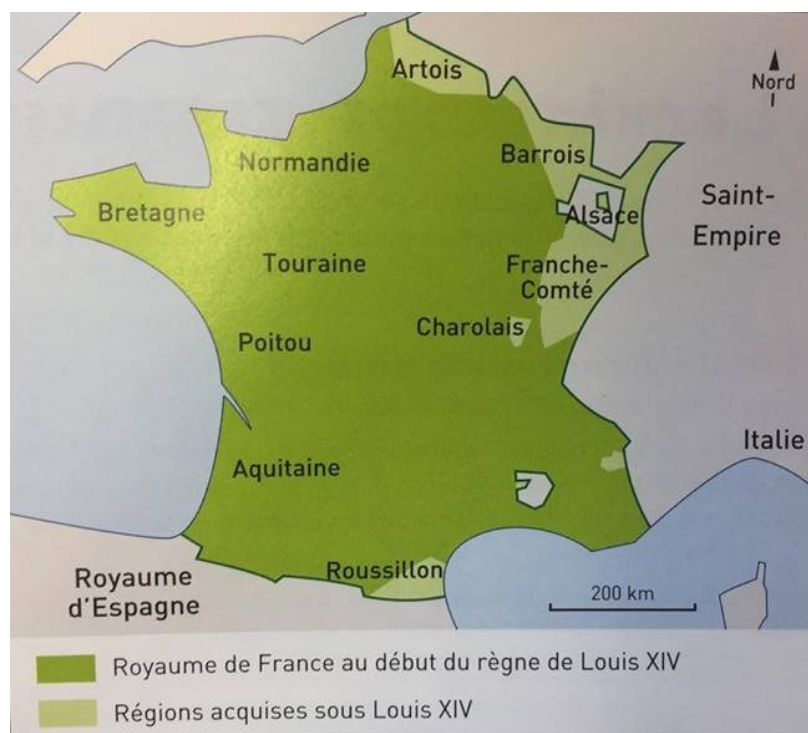 Artois
Nord
Normandie
Barrois
Bretagne
Alsace
Saint-
Empire
Touraine
Franche-
Comté
Charolais
Poitou
Aquitaine
Italie
Roussillon
Royaume
d'Espagne
200 km
Royaume de France au début du règne de Louis XIV
Régions acquises sous Louis XIV